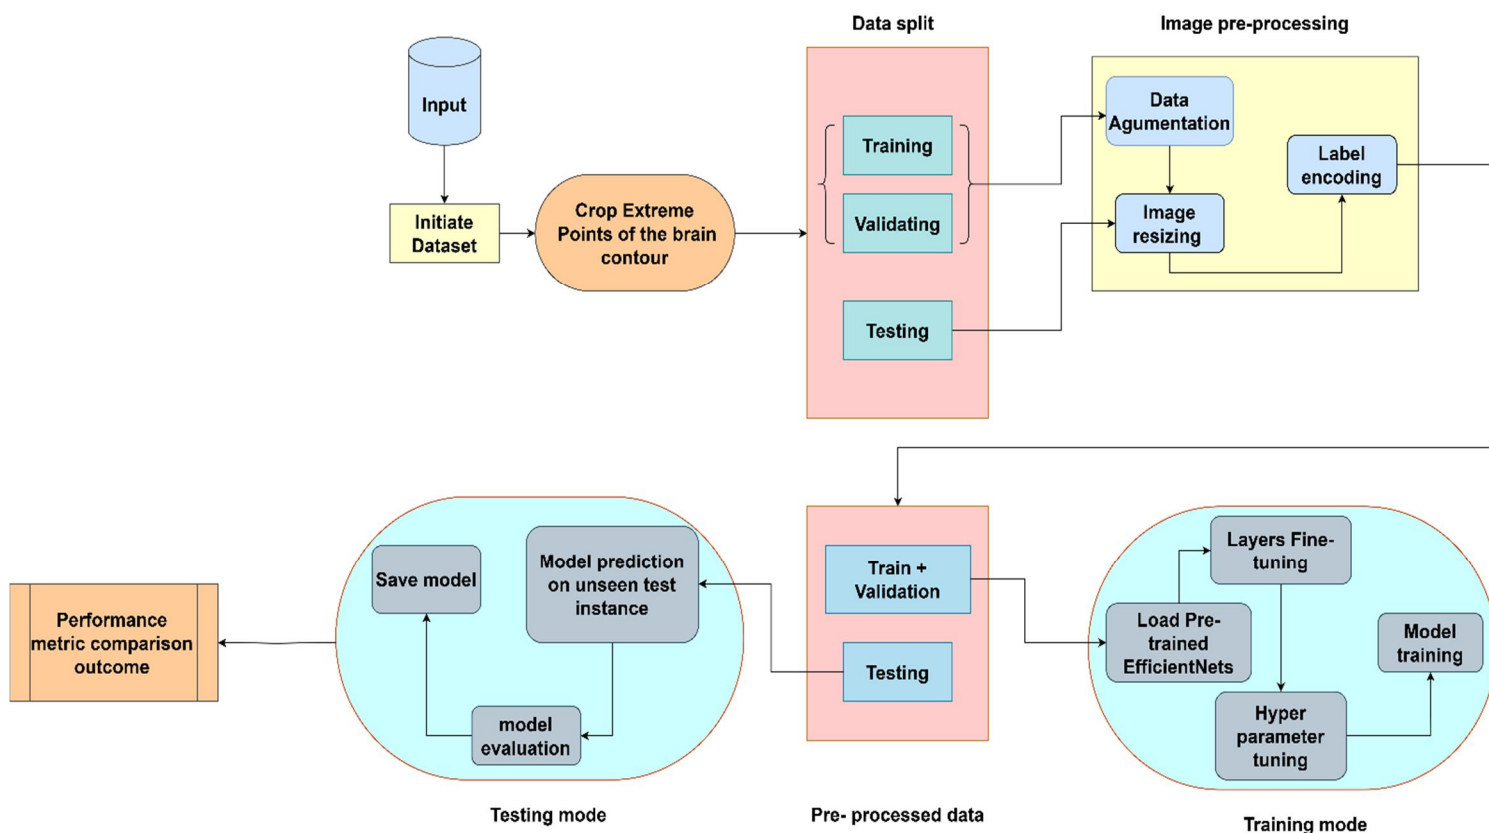 Data split
Image pre-processing
Input
Initiate
Dataset
Crop Extreme
Points of the brain
contour
Training
Validating
Testing
Data
Agumentation
Image
resizing
Label
encoding
Performance
metric comparison
outcome
Save model
Model prediction
on unseen test
instance
model
evaluation
Testing mode
Train +
Validation
Testing
Pre- processed data
Load Pre-
trained
EfficientNets
Layers Fine-
tuning
Hyper
parameter
tuning
Model
training
Training mode